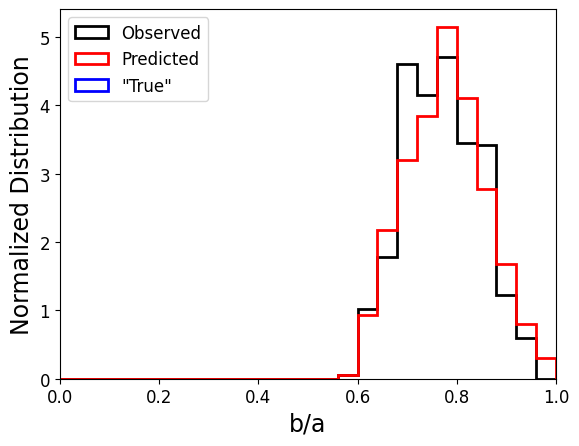 Observed
Predicted
"True"
Normalized Distribution
5
4
3
2
1
0
0.0 0.2 0.4 0.6 0.8 1.0
b/a